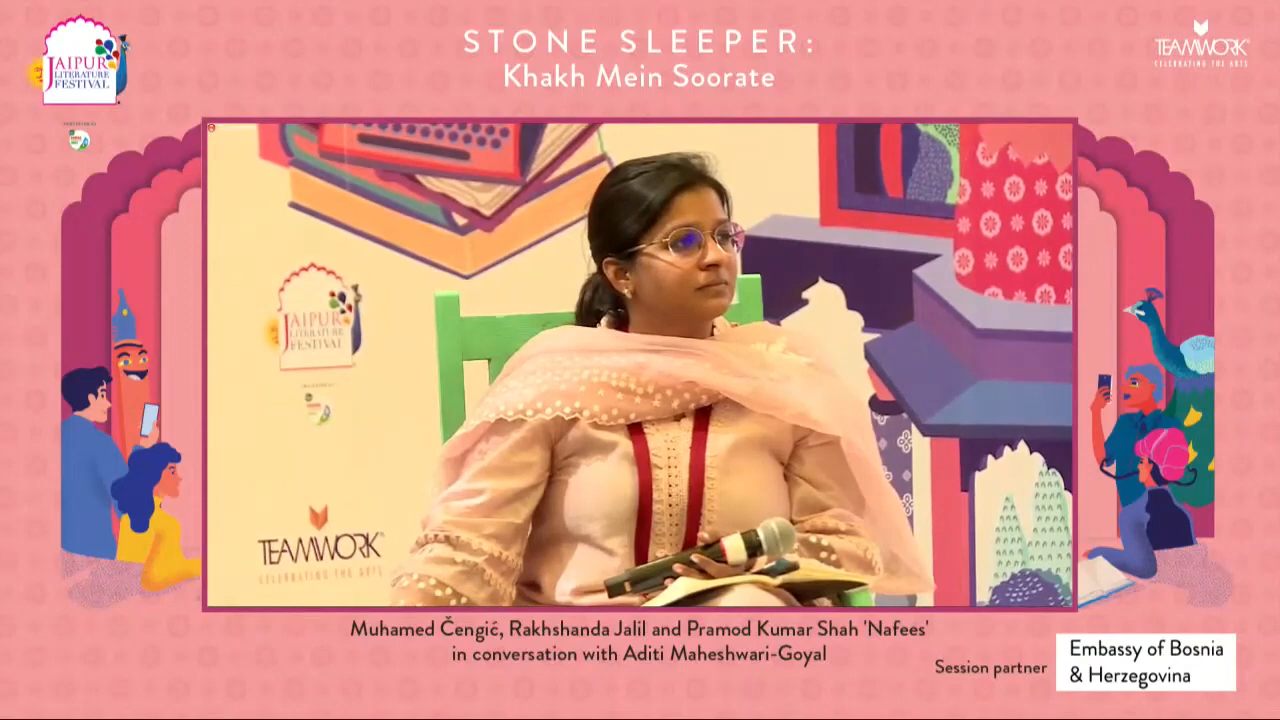 JAIPUR
LITERATURE
FESTIVAL
STONE SLEEPER:
Khakh Mein Soorate
TEAMWORK
CELEBRATING THE ARTS
JAIPUR
LITERATURE
FESTIVAL
TEAMWORK
CELEBRATING THE ARTS
Muhamed Čengić, Rakhshanda Jalil and Pramod Kumar Shah 'Nafees'
in conversation with Aditi Maheshwari-Goyal
Session partner
Embassy of Bosnia
& Herzegovina